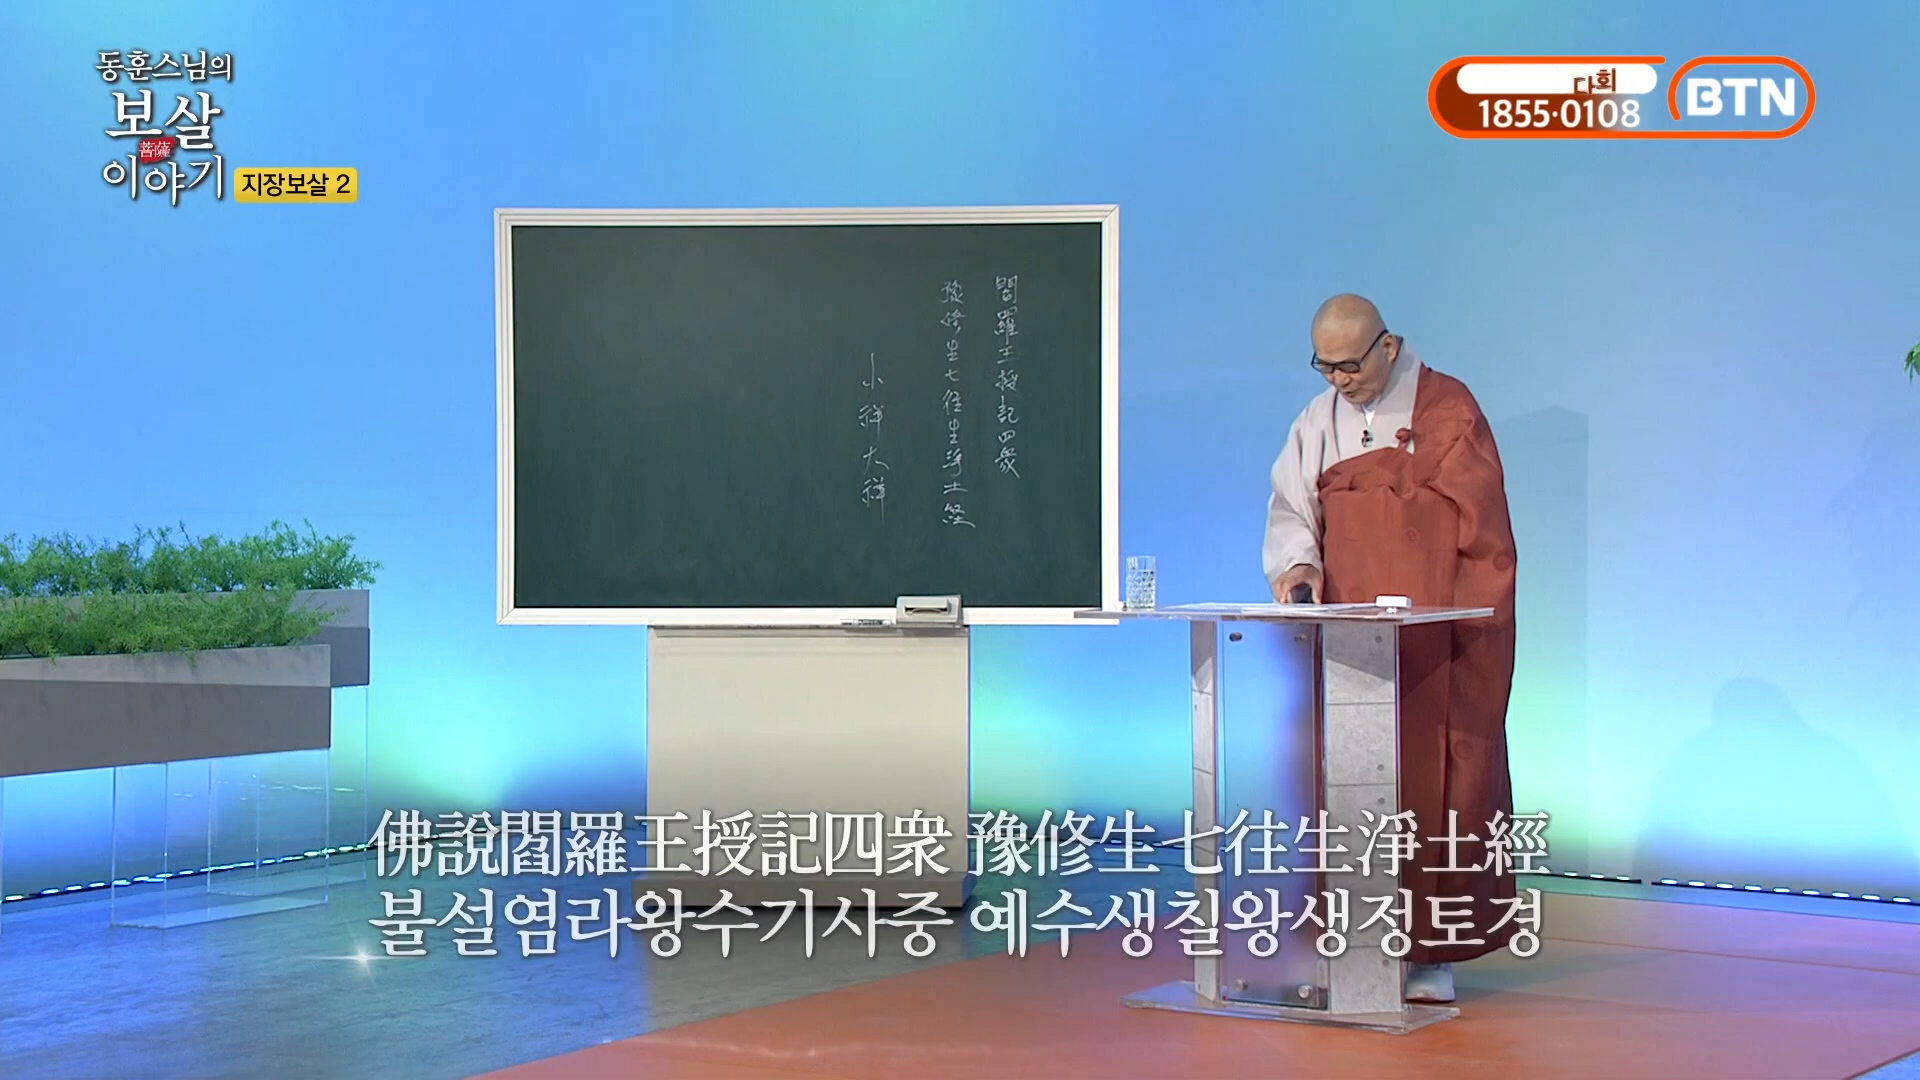 동훈스님의
보살
菩薩
이야기
지장보살 2
다회
1855·0108
BTN
閻羅王授記四衆
豫修生七往生淨土経
小祥大祥
佛說閻羅王授記四衆 豫修生七往生淨土經
불설염라왕수기사중 예수생칠왕생정토경